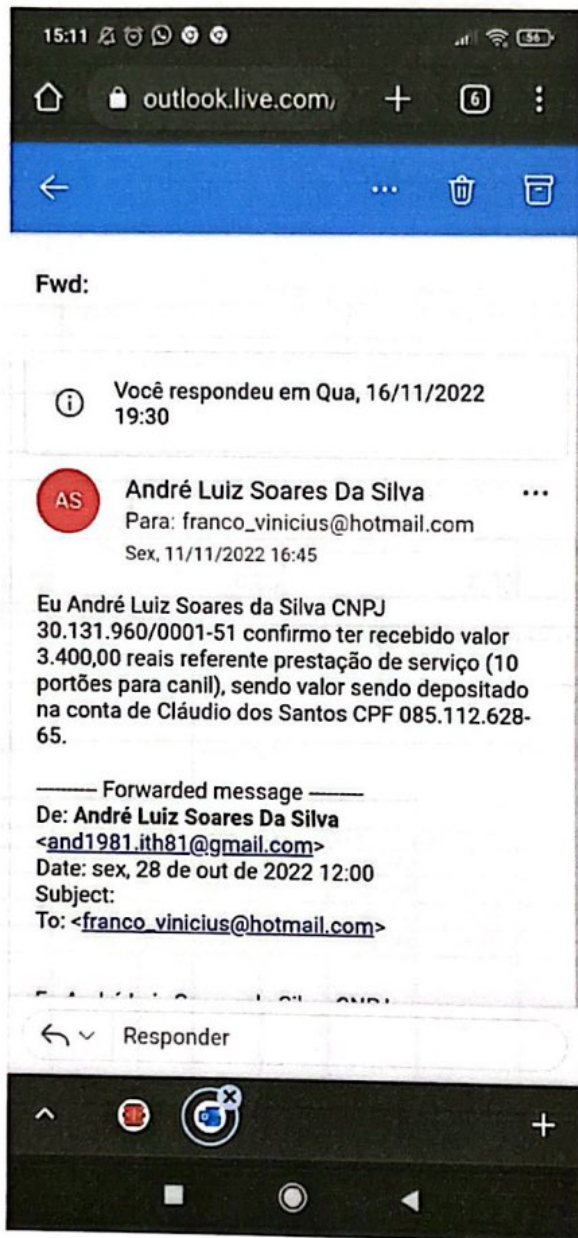 15:11
56
outlook.live.com/
6
Fwd:
Você respondeu em Qua, 16/11/2022
19:30
AS
André Luiz Soares Da Silva
Para: franco_vinicius@hotmail.com
Sex, 11/11/2022 16:45
Eu André Luiz Soares da Silva CNPJ
30.131.960/0001-51 confirmo ter recebido valor
3.400,00 reais referente prestação de serviço (10
portões para canil), sendo valor sendo depositado
na conta de Cláudio dos Santos CPF 085.112.628-
65.
——— Forwarded message ———
De: André Luiz Soares Da Silva
<and1981.ith81@gmail.com>
Date: sex, 28 de out de 2022 12:00
Subject:
To: <franco_vinicius@hotmail.com>
Responder